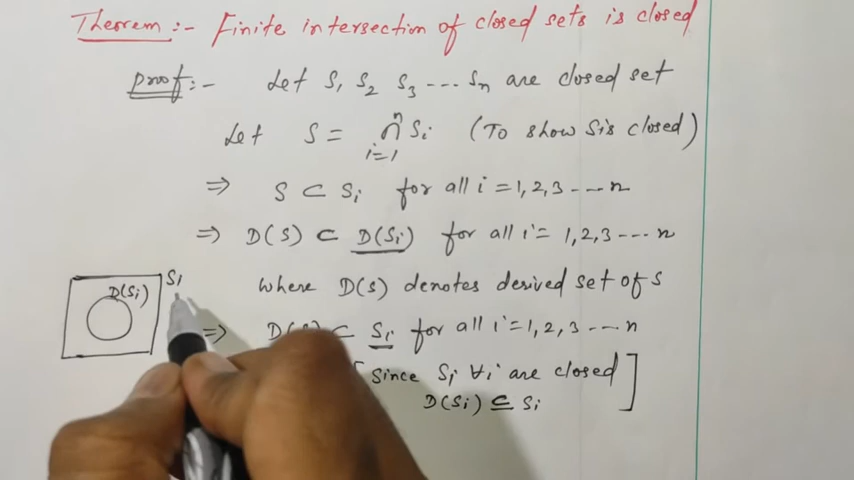 Theorem :- Finite intersection of closed sets is closed
proof :- Let S₁ S₂ S₃ --- Sₙ are closed set
Let S = ⋂ⁿᵢ₌₁ Sᵢ (To show S is closed)
⇒ S ⊂ Sᵢ for all i = 1, 2, 3 --- n
⇒ D(S) ⊂ D(Sᵢ) for all i = 1, 2, 3 --- n
where D(S) denotes derived set of S
⇒ D(S) ⊂ Sᵢ for all i = 1, 2, 3 --- n
[Since Sᵢ ∀i are closed]
D(Sᵢ) ⊆ Sᵢ
Sᵢ
D(Sᵢ)